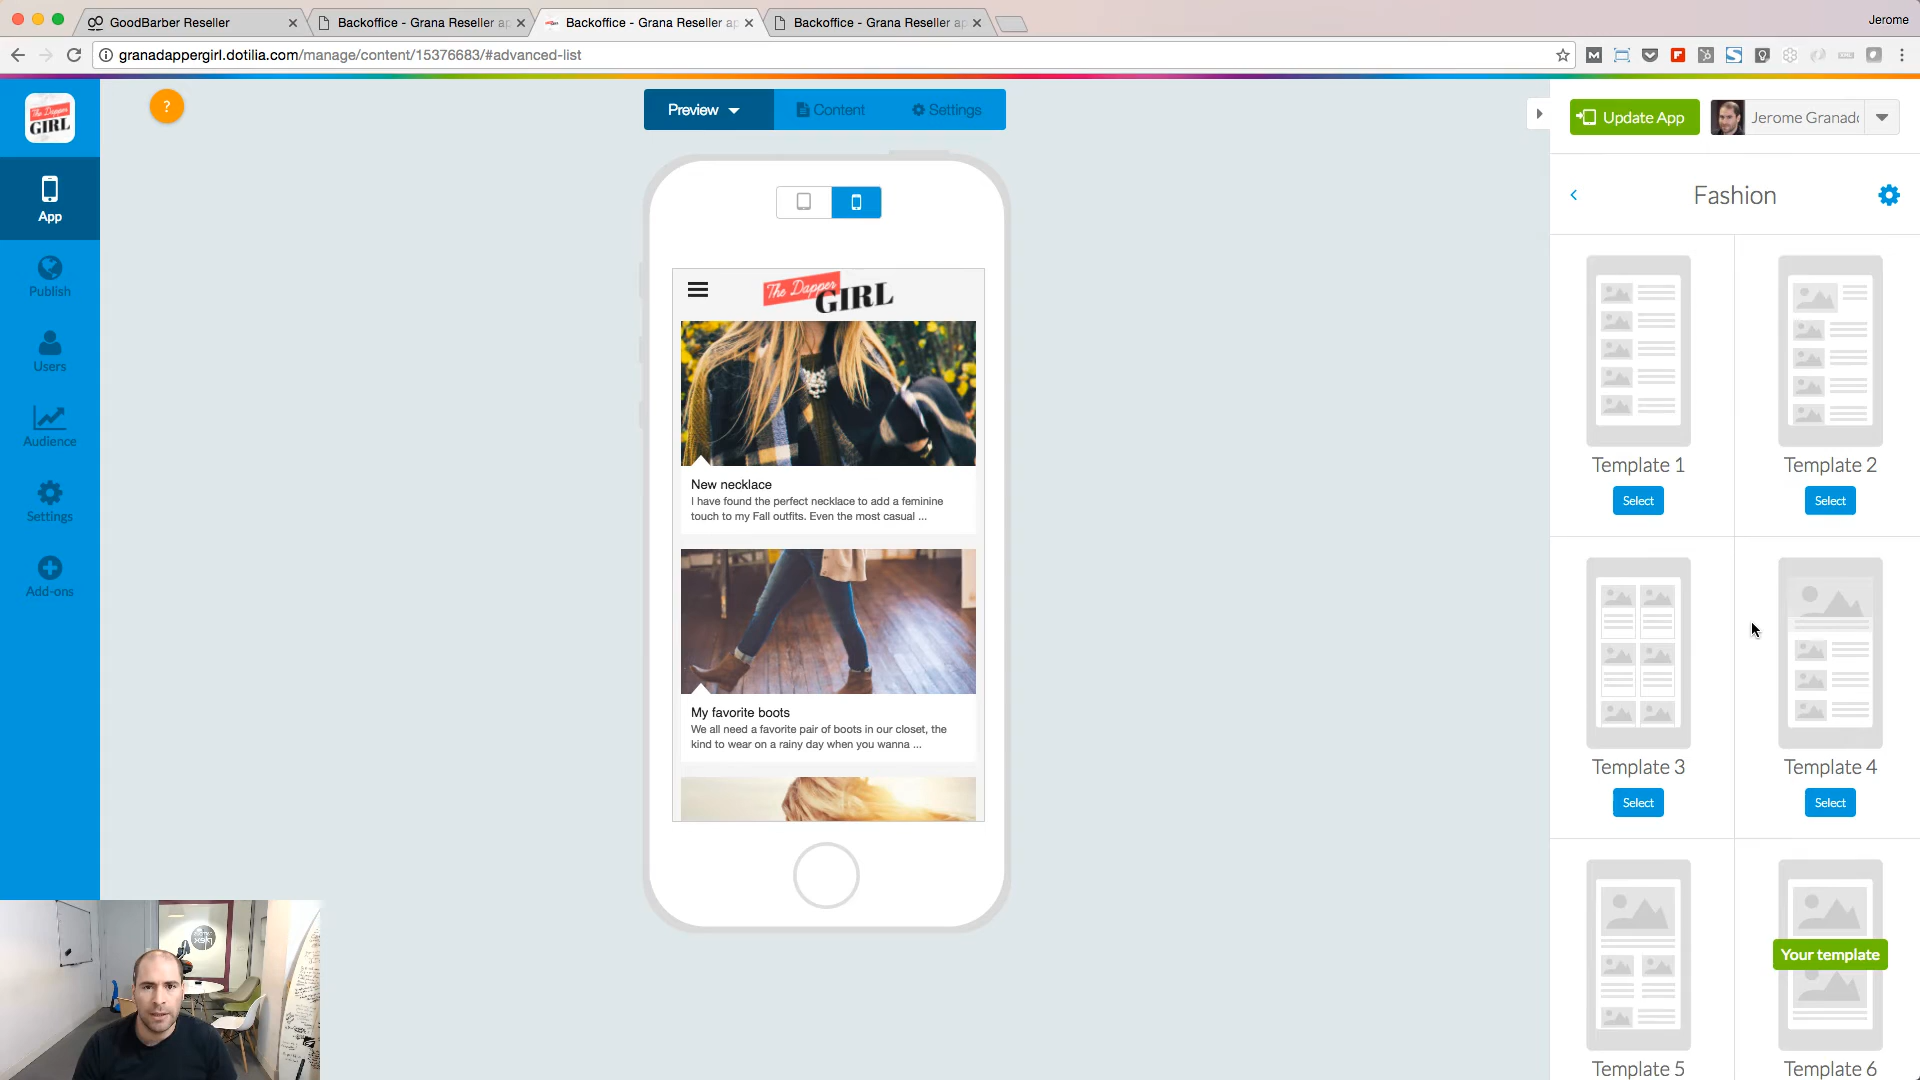 GoodBarber Reseller
Backoffice - Grana Reseller ap
Backoffice - Grana Reseller ap
Backoffice - Grana Reseller ap
Jerome
granadappergirl.dotilia.com/manage/content/15376683/#advanced-list
The Dapper
GIRL
?
Preview
Content
Settings
Update App
Jerome Granado
App
Publish
Users
Audience
Settings
Add-ons
The Dapper
GIRL
New necklace
I have found the perfect necklace to add a feminine
touch to my Fall outfits. Even the most casual ...
My favorite boots
We all need a favorite pair of boots in our closet, the
kind to wear on a rainy day when you wanna ...
Fashion
Template 1
Select
Template 2
Select
Template 3
Select
Template 4
Select
Your template
Template 5
Template 6